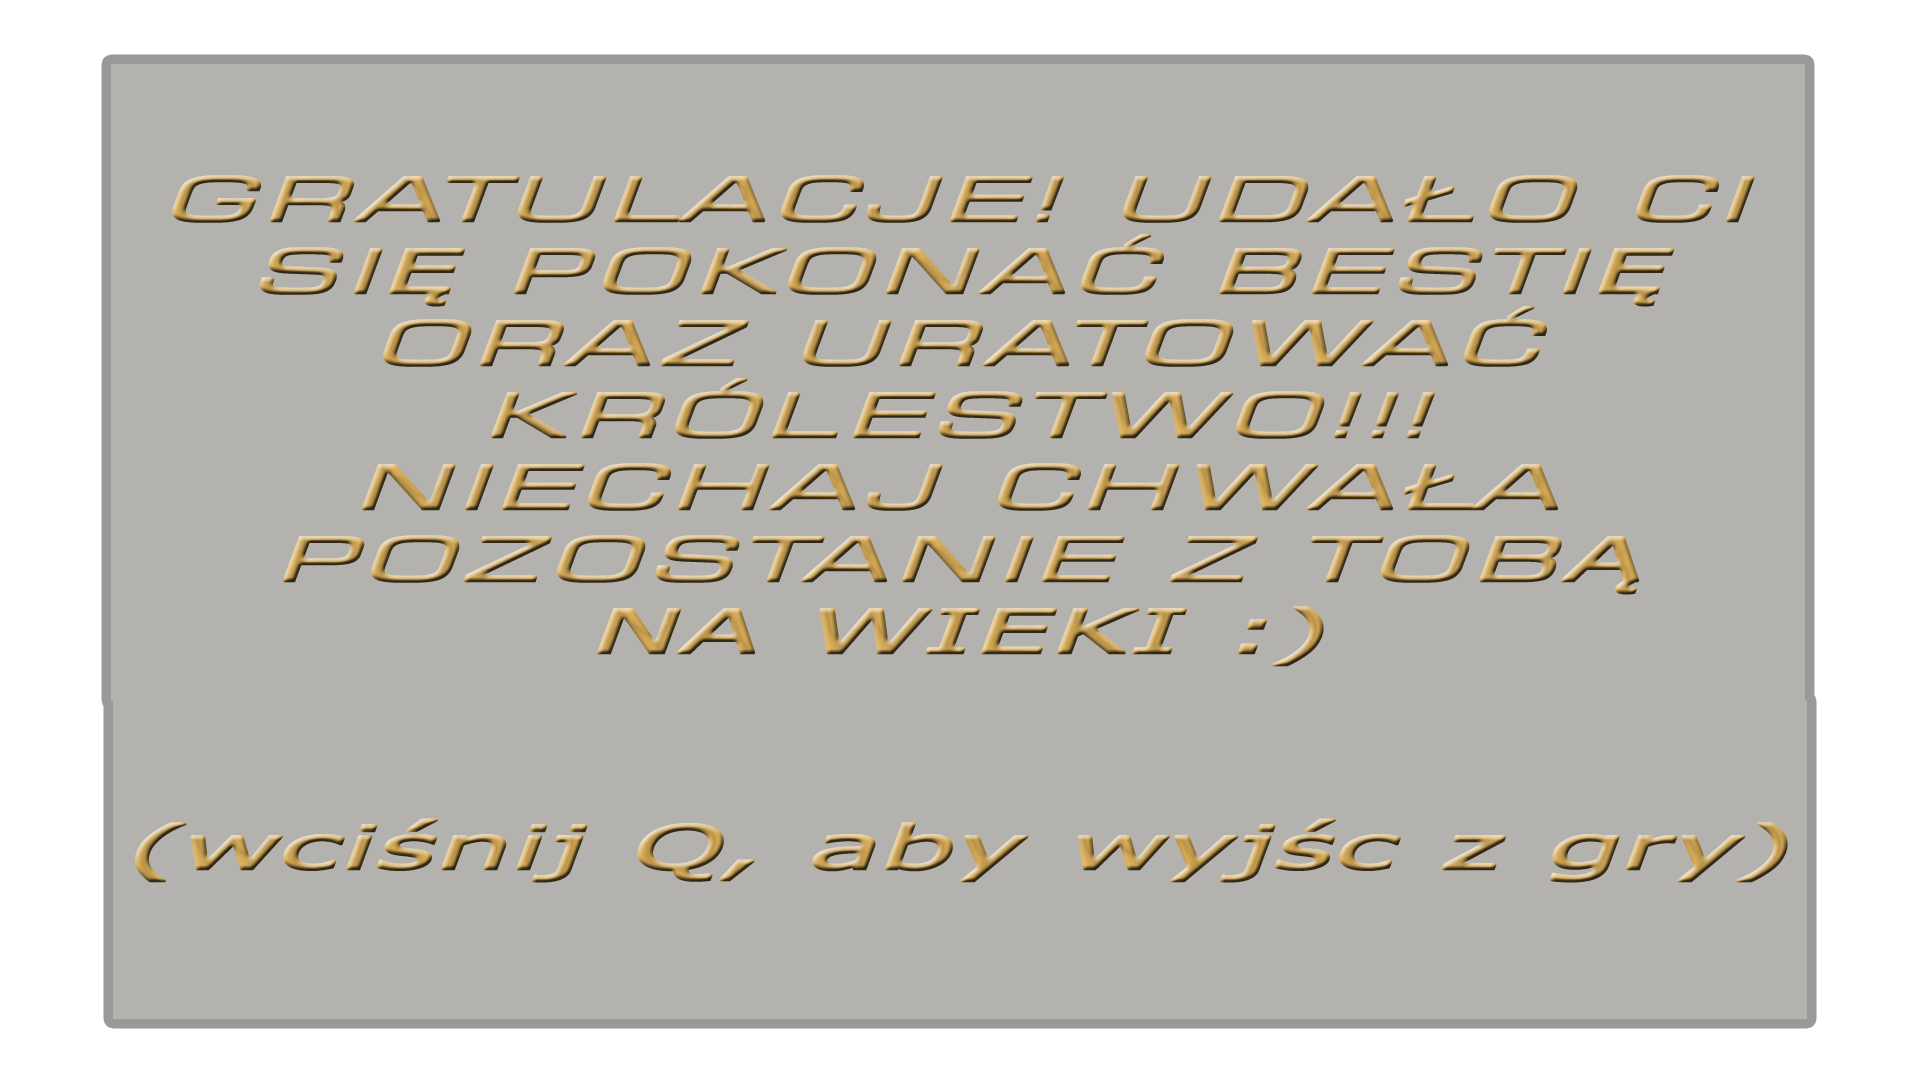 GRATULACJE! UDAŁO CI
SIĘ POKONAĆ BESTIĘ
ORAZ URATOWAĆ
KRÓLESTWO!!!
NIECHAJ CHWAŁA
POZOSTANIE Z TOBĄ
NA WIEKI :)
(wciśnij Q, aby wyjśc z gry)